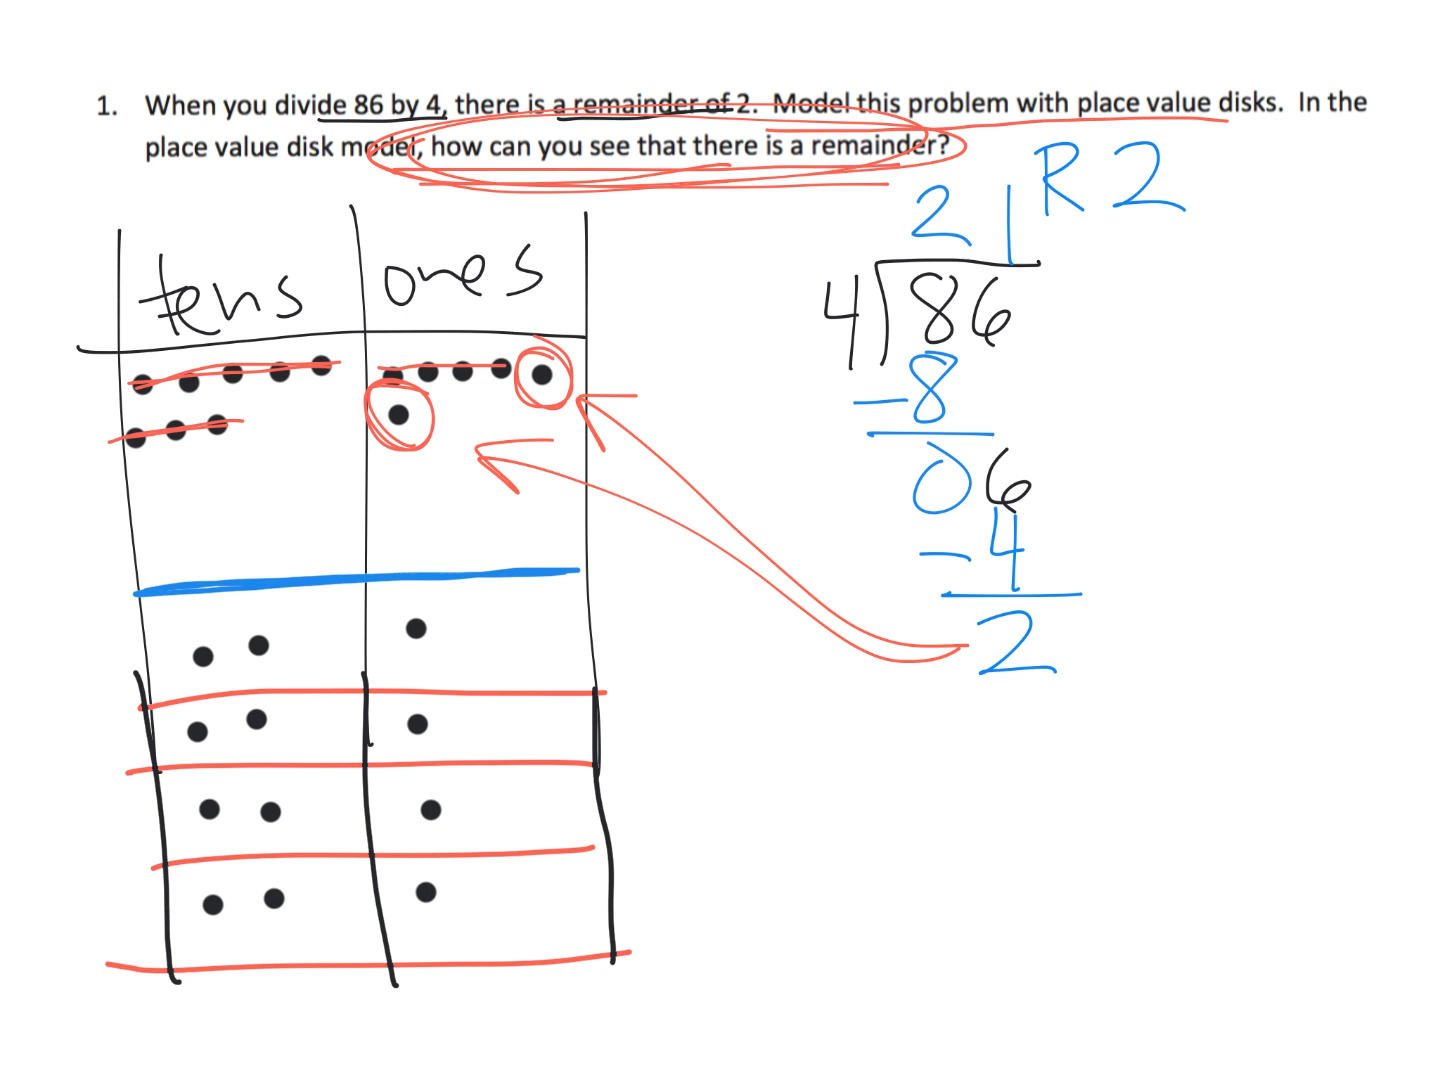 1. When you divide 86 by 4, there is a remainder of 2. Model this problem with place value disks. In the
place value disk model, how can you see that there is a remainder?
tens ones
21 R2
4 86
-8
06
-4
2